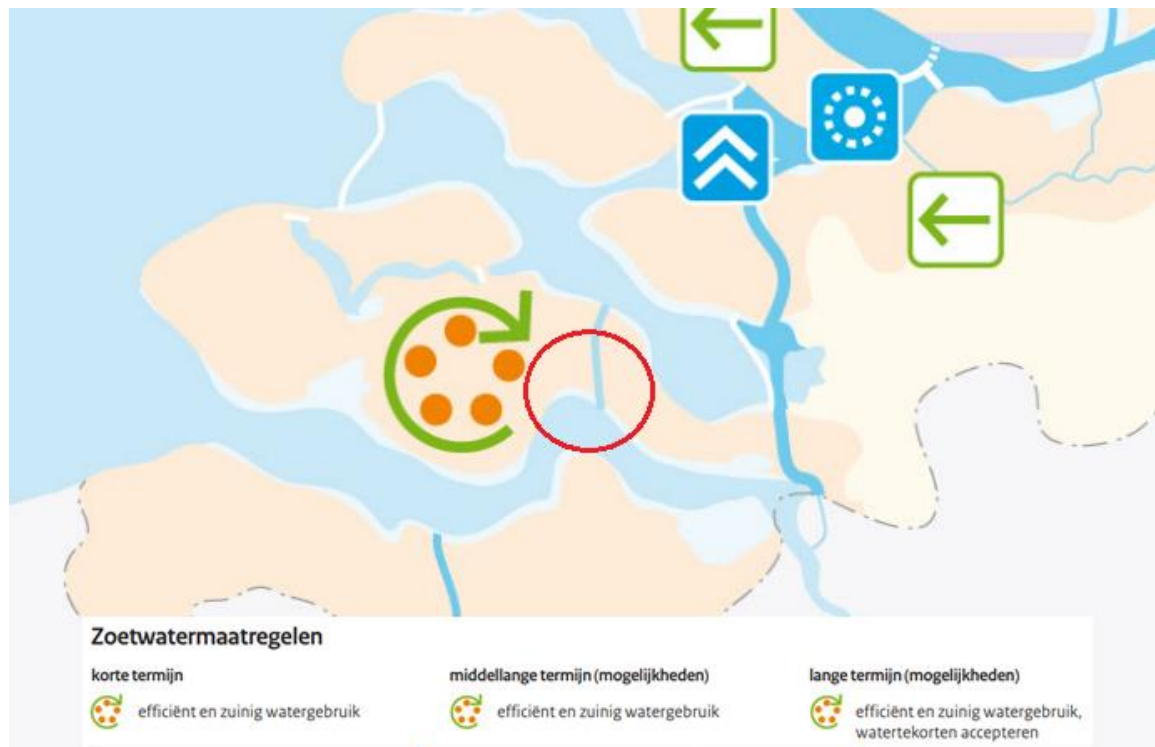 Zoetwatermaatregelen
korte termijn
efficiënt en zuinig watergebruik
middellange termijn (mogelijkheden)
efficiënt en zuinig watergebruik
lange termijn (mogelijkheden)
efficiënt en zuinig watergebruik,
watertekorten accepteren